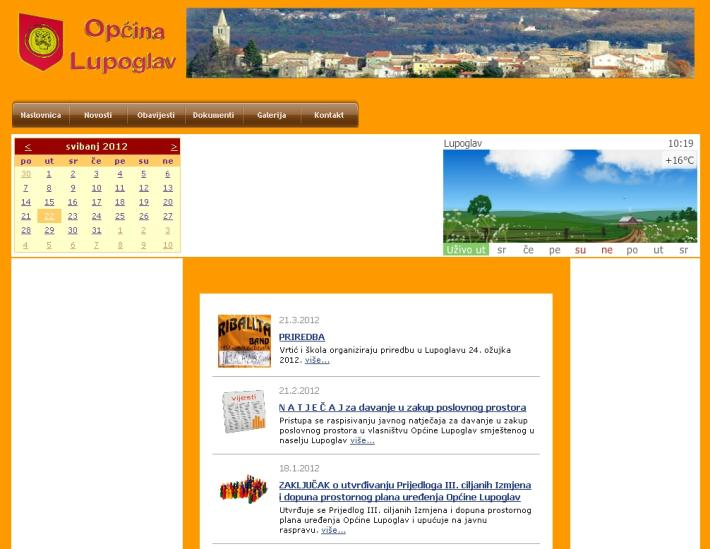 Općina
Lupoglav
Naslovnica Novosti Obavijesti Dokumenti Galerija Kontakt
< svibanj 2012 >
po ut sr če pe su ne
30 1 2 3 4 5 6
7 8 9 10 11 12 13
14 15 16 17 18 19 20
21 22 23 24 25 26 27
28 29 30 31 1 2 3
4 5 6 7 8 9 10
Lupoglav 10:19
+16°C
Uživo ut sr če pe su ne po ut sr
RIBALLTA
BAND
21.3.2012
PRIREDBA
Vrtić i škola organiziraju priredbu u Lupoglavu 24. ožujka
2012. više...
vijesti
21.2.2012
N A T J E Č A J za davanje u zakup poslovnog prostora
Pristupa se raspisivanju javnog natječaja za davanje u zakup
poslovnog prostora u vlasništvu Općine Lupoglav smještenog u
naselju Lupoglav više...
18.1.2012
ZAKLJUČAK o utvrđivanju Prijedloga III. ciljanih Izmjena
i dopuna prostornog plana uređenja Općine Lupoglav
Utvrđuje se Prijedlog III. ciljanih Izmjena i dopuna prostornog
plana uređenja Općine Lupoglav i upućuje na javnu
raspravu. više...